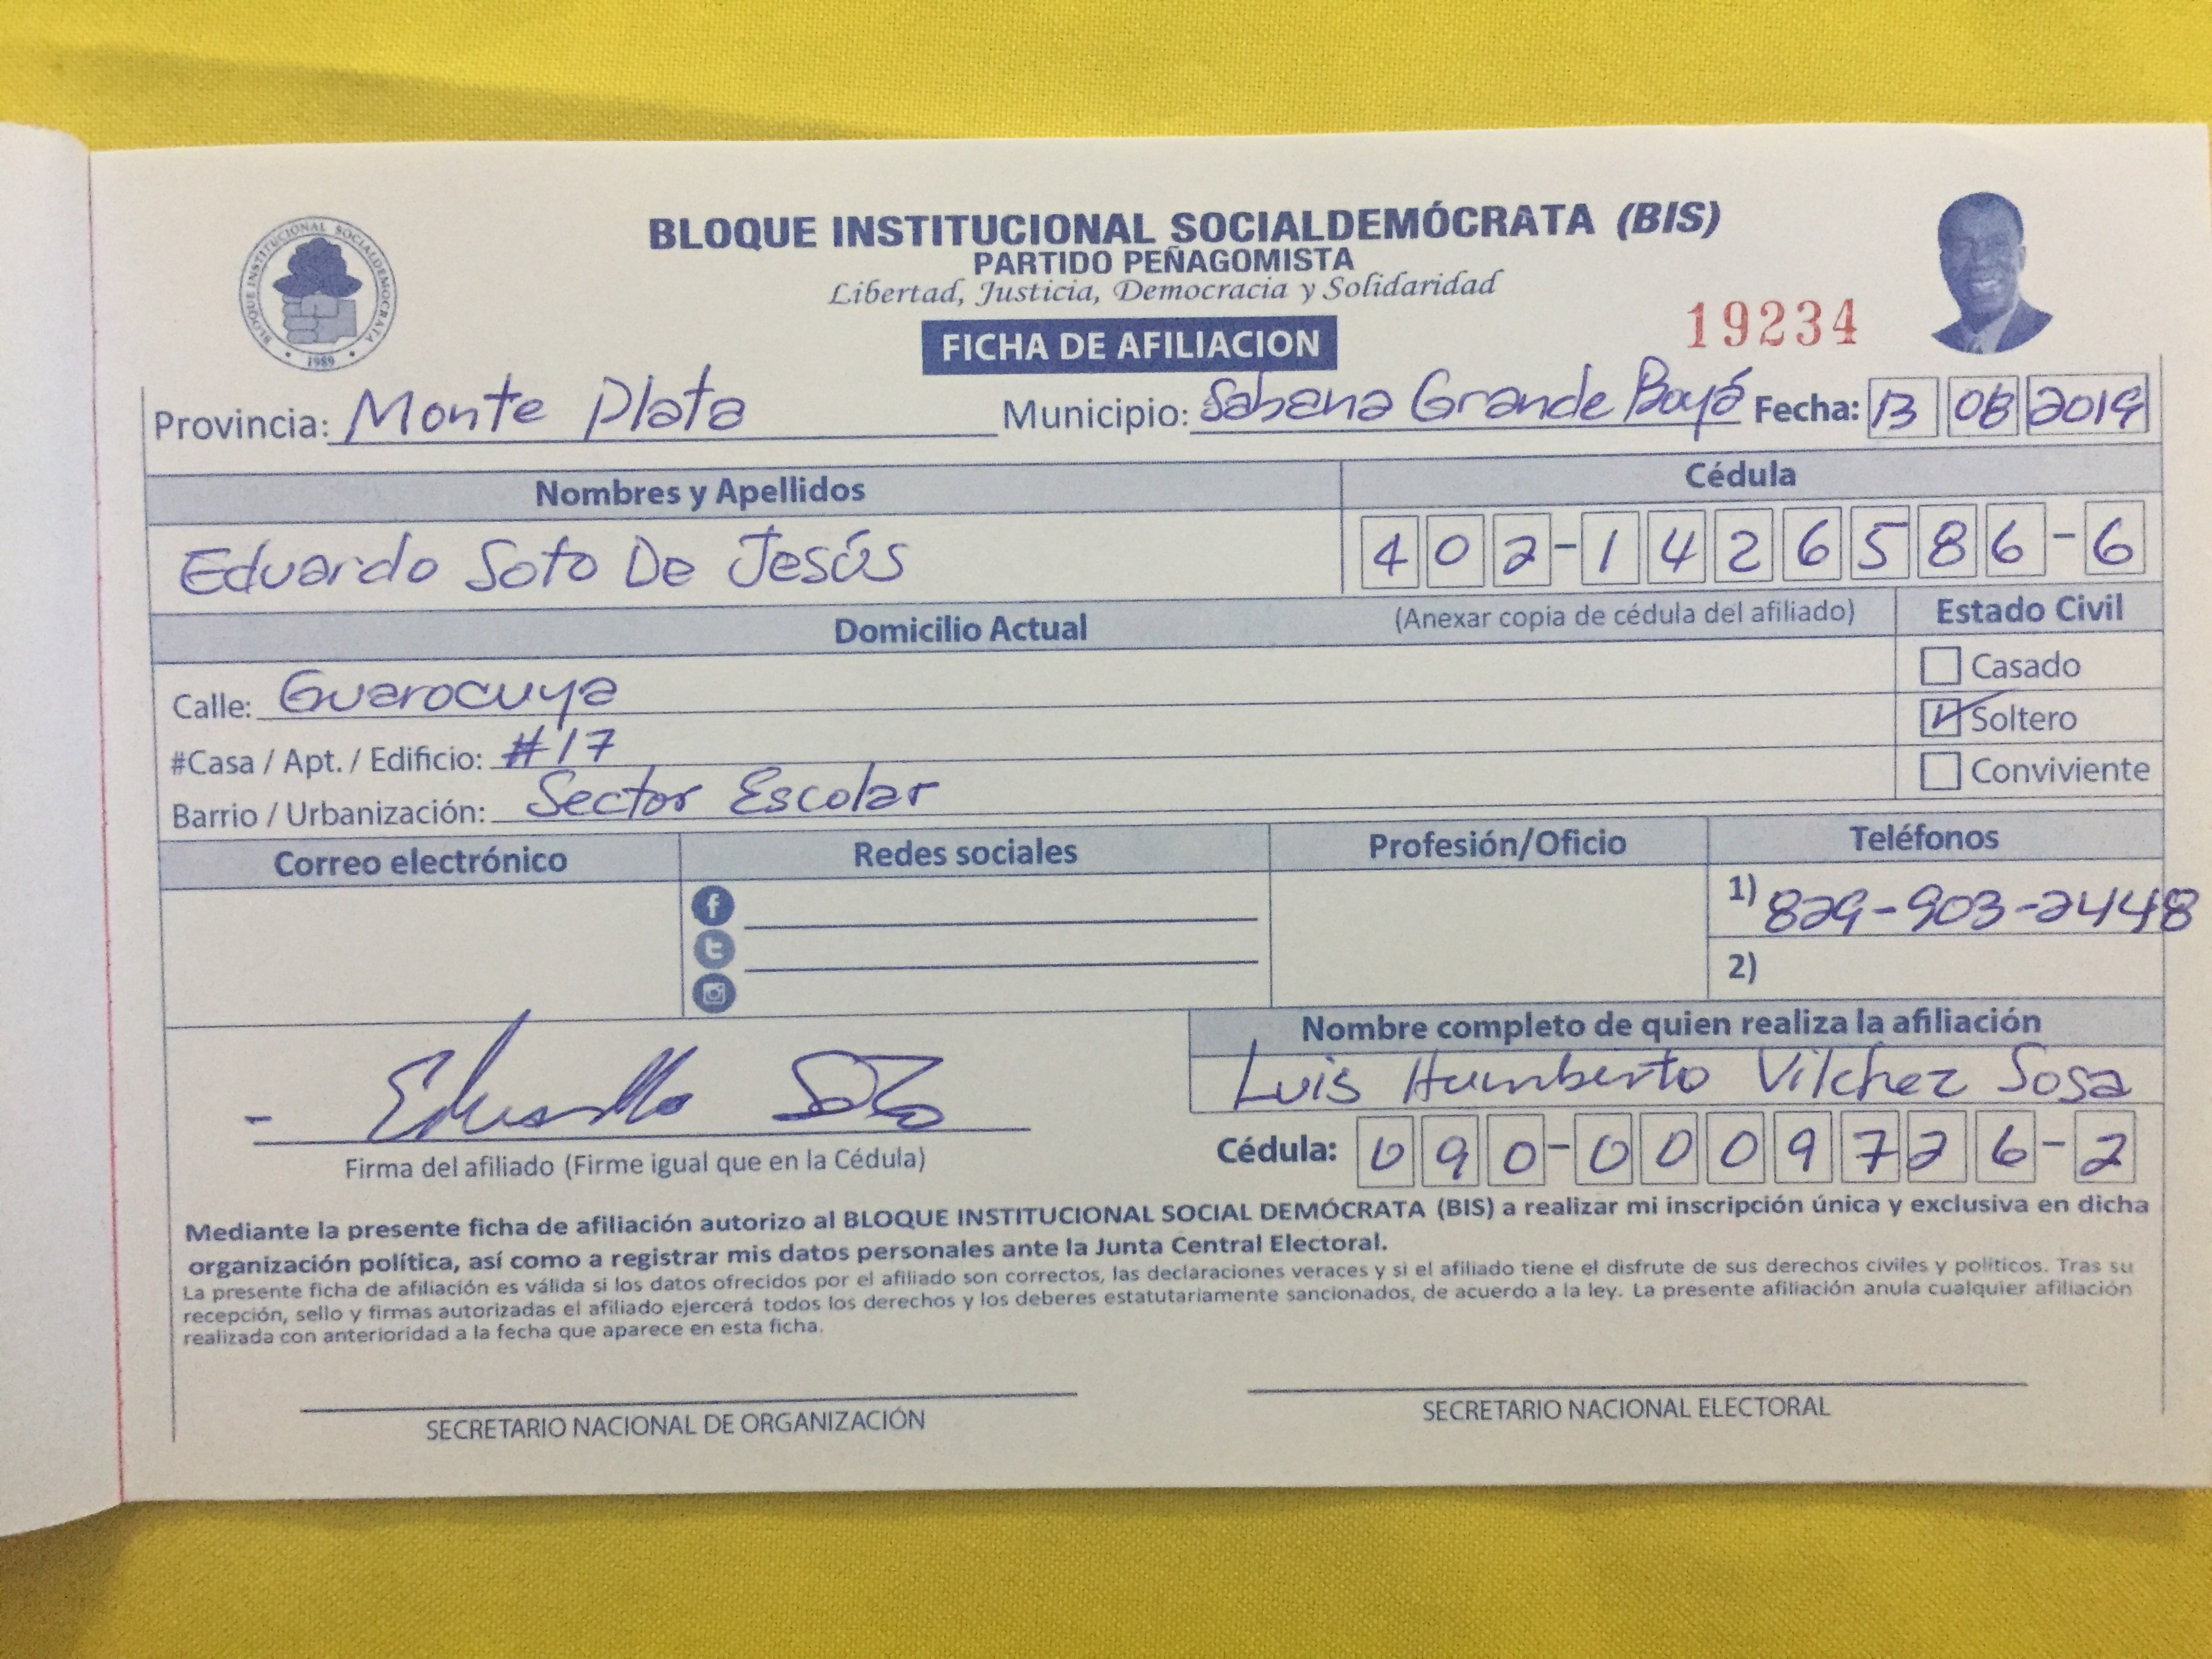 BLOQUE INSTITUCIONAL SOCIALDEMÓCRATA
1989
BLOQUE INSTITUCIONAL SOCIALDEMÓCRATA (BIS)
PARTIDO PEÑAGOMISTA
Libertad, Justicia, Democracia y Solidaridad
19234
FICHA DE AFILIACION
Provincia: Monte Plata Municipio: Sabana Grande Boyá Fecha: 13 08 2019
Nombres y Apellidos Cédula
Eduardo Soto De Jesús 402-1426586-6
Domicilio Actual (Anexar copia de cédula del afiliado) Estado Civil
Casado
Calle: Guarocuya
Soltero
#Casa / Apt. / Edificio: #17
Conviviente
Barrio / Urbanización: Sector Escolar
Correo electrónico Redes sociales Profesión/Oficio Teléfonos
1) 829-903-2448
2)
Nombre completo de quien realiza la afiliación
Eduardo Soto Luis Humberto Vilchez Sosa
Firma del afiliado (Firme igual que en la Cédula) Cédula: 090-0009726-2
Mediante la presente ficha de afiliación autorizo al BLOQUE INSTITUCIONAL SOCIAL DEMÓCRATA (BIS) a realizar mi inscripción única y exclusiva en dicha
organización política, así como a registrar mis datos personales ante la Junta Central Electoral.
La presente ficha de afiliación es válida si los datos ofrecidos por el afiliado son correctos, las declaraciones veraces y si el afiliado tiene el disfrute de sus derechos civiles y políticos. Tras su
recepción, sello y firmas autorizadas el afiliado ejercerá todos los derechos y los deberes estatutariamente sancionados, de acuerdo a la ley. La presente afiliación anula cualquier afiliación
realizada con anterioridad a la fecha que aparece en esta ficha.
SECRETARIO NACIONAL DE ORGANIZACIÓN SECRETARIO NACIONAL ELECTORAL